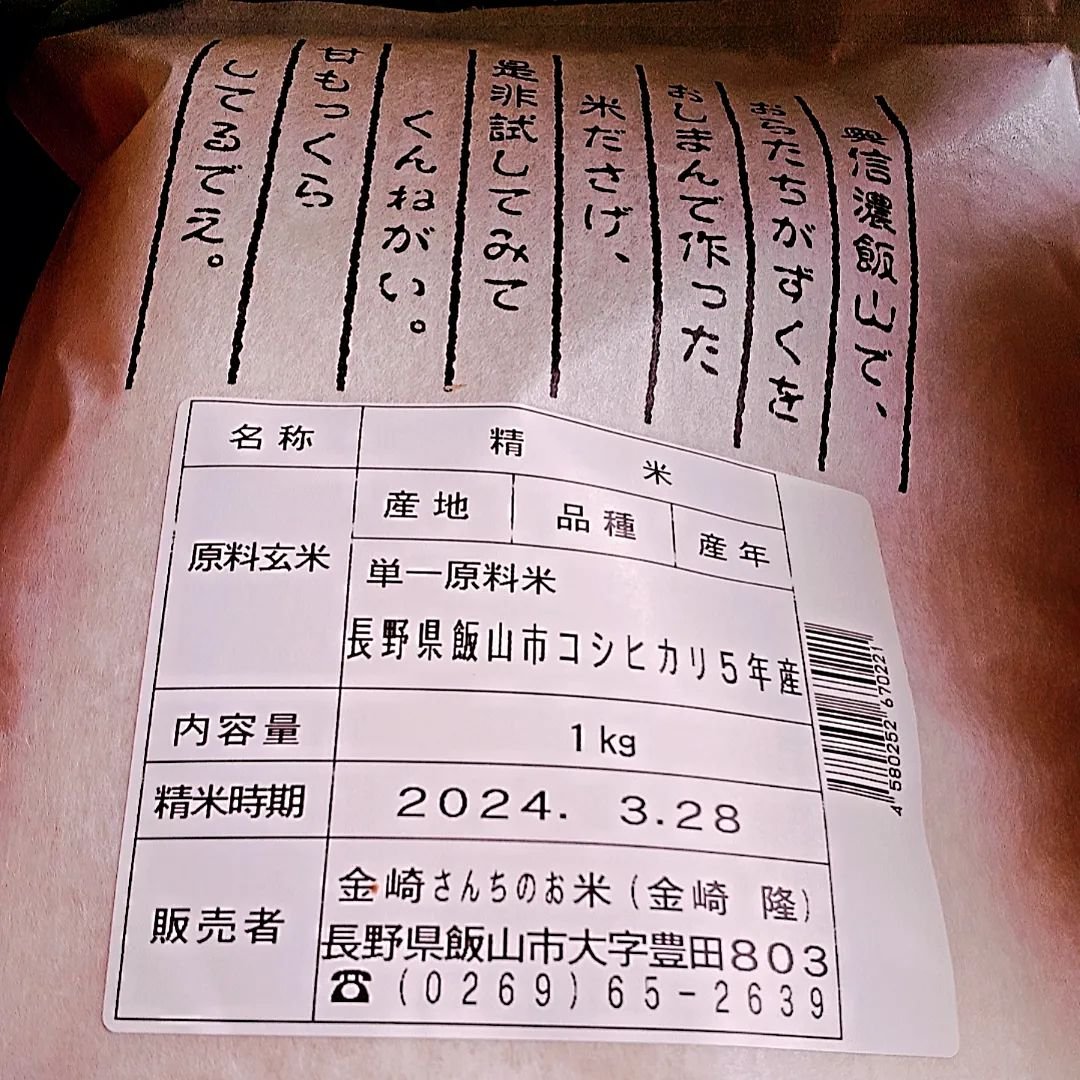 奥信濃飯山で、
おらたちがずくを
おしまんで作った
米ださげ、
是非試してみて
くんねがい。
甘もっくら
してるでえ。
名称 精米
原料玄米 産地 品種 産年
単一原料米
長野県飯山市コシヒカリ5年産
内容量 1kg
精米時期 2024. 3.28
販売者 金崎さんちのお米(金崎 隆)
長野県飯山市大字豊田803
☎(0269)65-2639
4 580252 670221